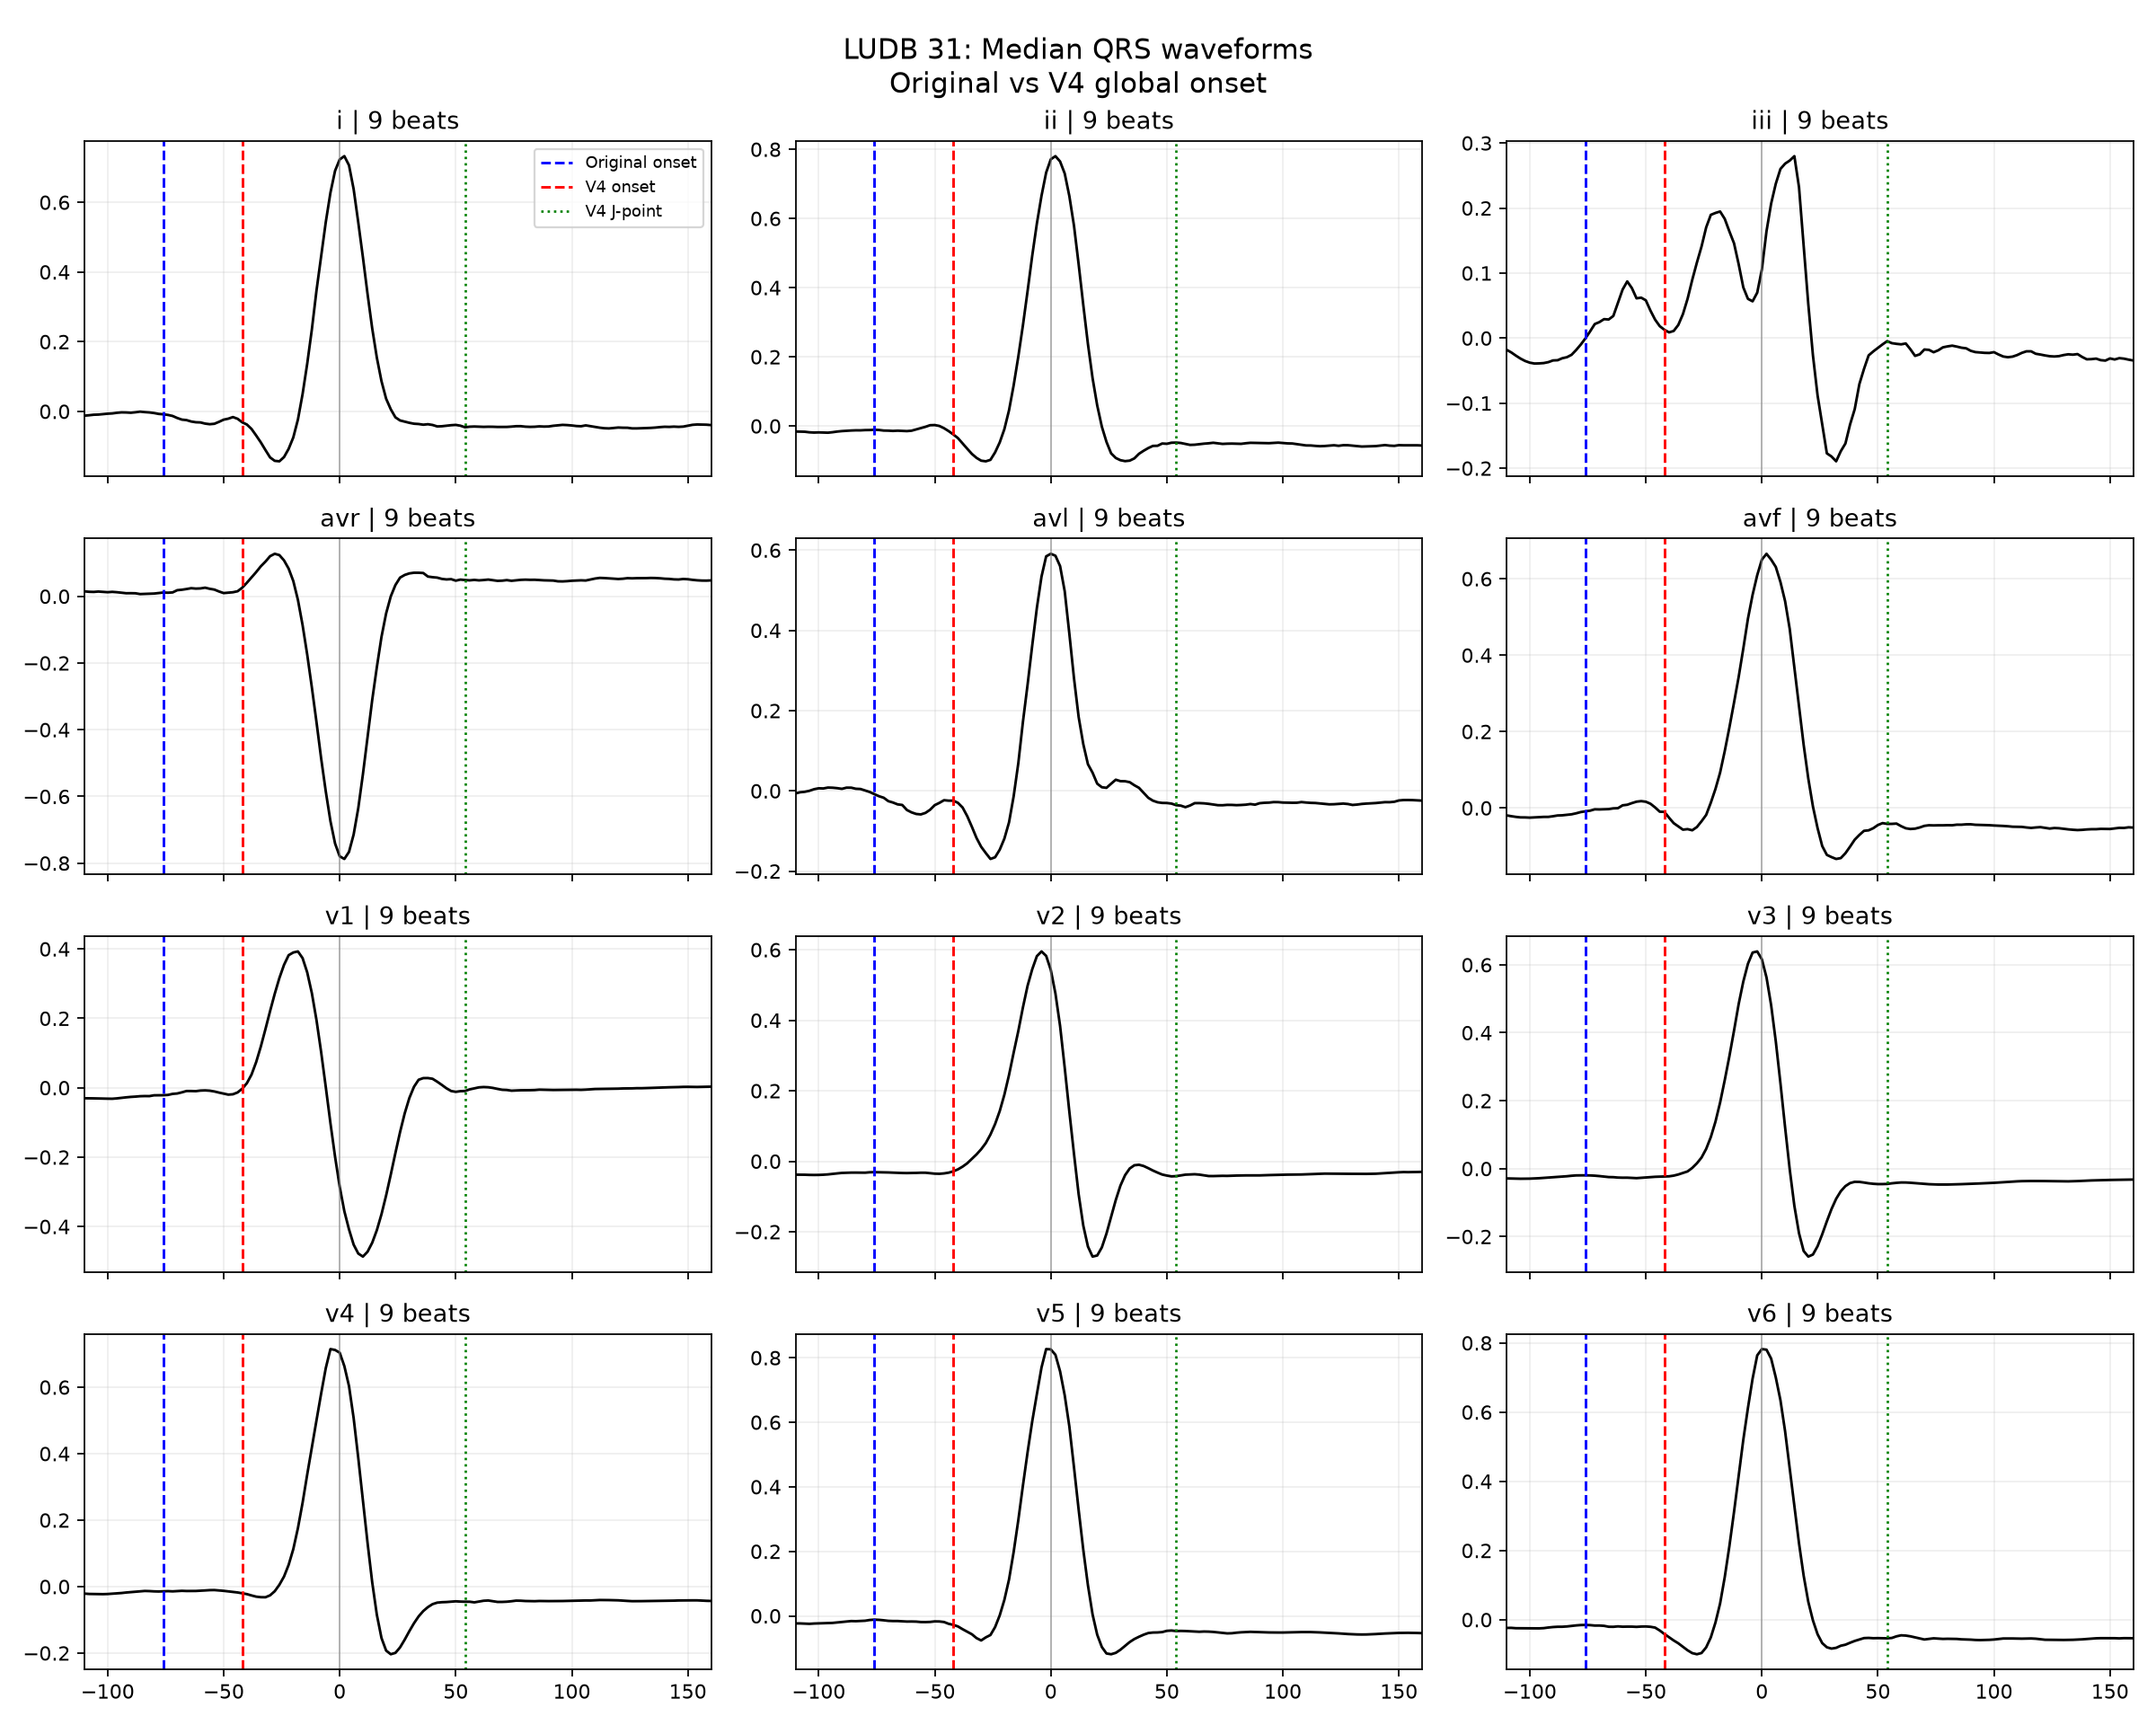 LUDB 31: Median QRS waveforms
Original vs V4 global onset
i | 9 beats
0.6
0.4
0.2
0.0
Original onset
V4 onset
V4 J-point
ii | 9 beats
0.8
0.6
0.4
0.2
0.0
iii | 9 beats
0.3
0.2
0.1
0.0
−0.1
−0.2
avr | 9 beats
0.0
−0.2
−0.4
−0.6
−0.8
avl | 9 beats
0.6
0.4
0.2
0.0
−0.2
avf | 9 beats
0.6
0.4
0.2
0.0
v1 | 9 beats
0.4
0.2
0.0
−0.2
−0.4
v2 | 9 beats
0.6
0.4
0.2
0.0
−0.2
v3 | 9 beats
0.6
0.4
0.2
0.0
−0.2
v4 | 9 beats
0.6
0.4
0.2
0.0
−0.2
−100 −50 0 50 100 150
v5 | 9 beats
0.8
0.6
0.4
0.2
0.0
−100 −50 0 50 100 150
v6 | 9 beats
0.8
0.6
0.4
0.2
0.0
−100 −50 0 50 100 150